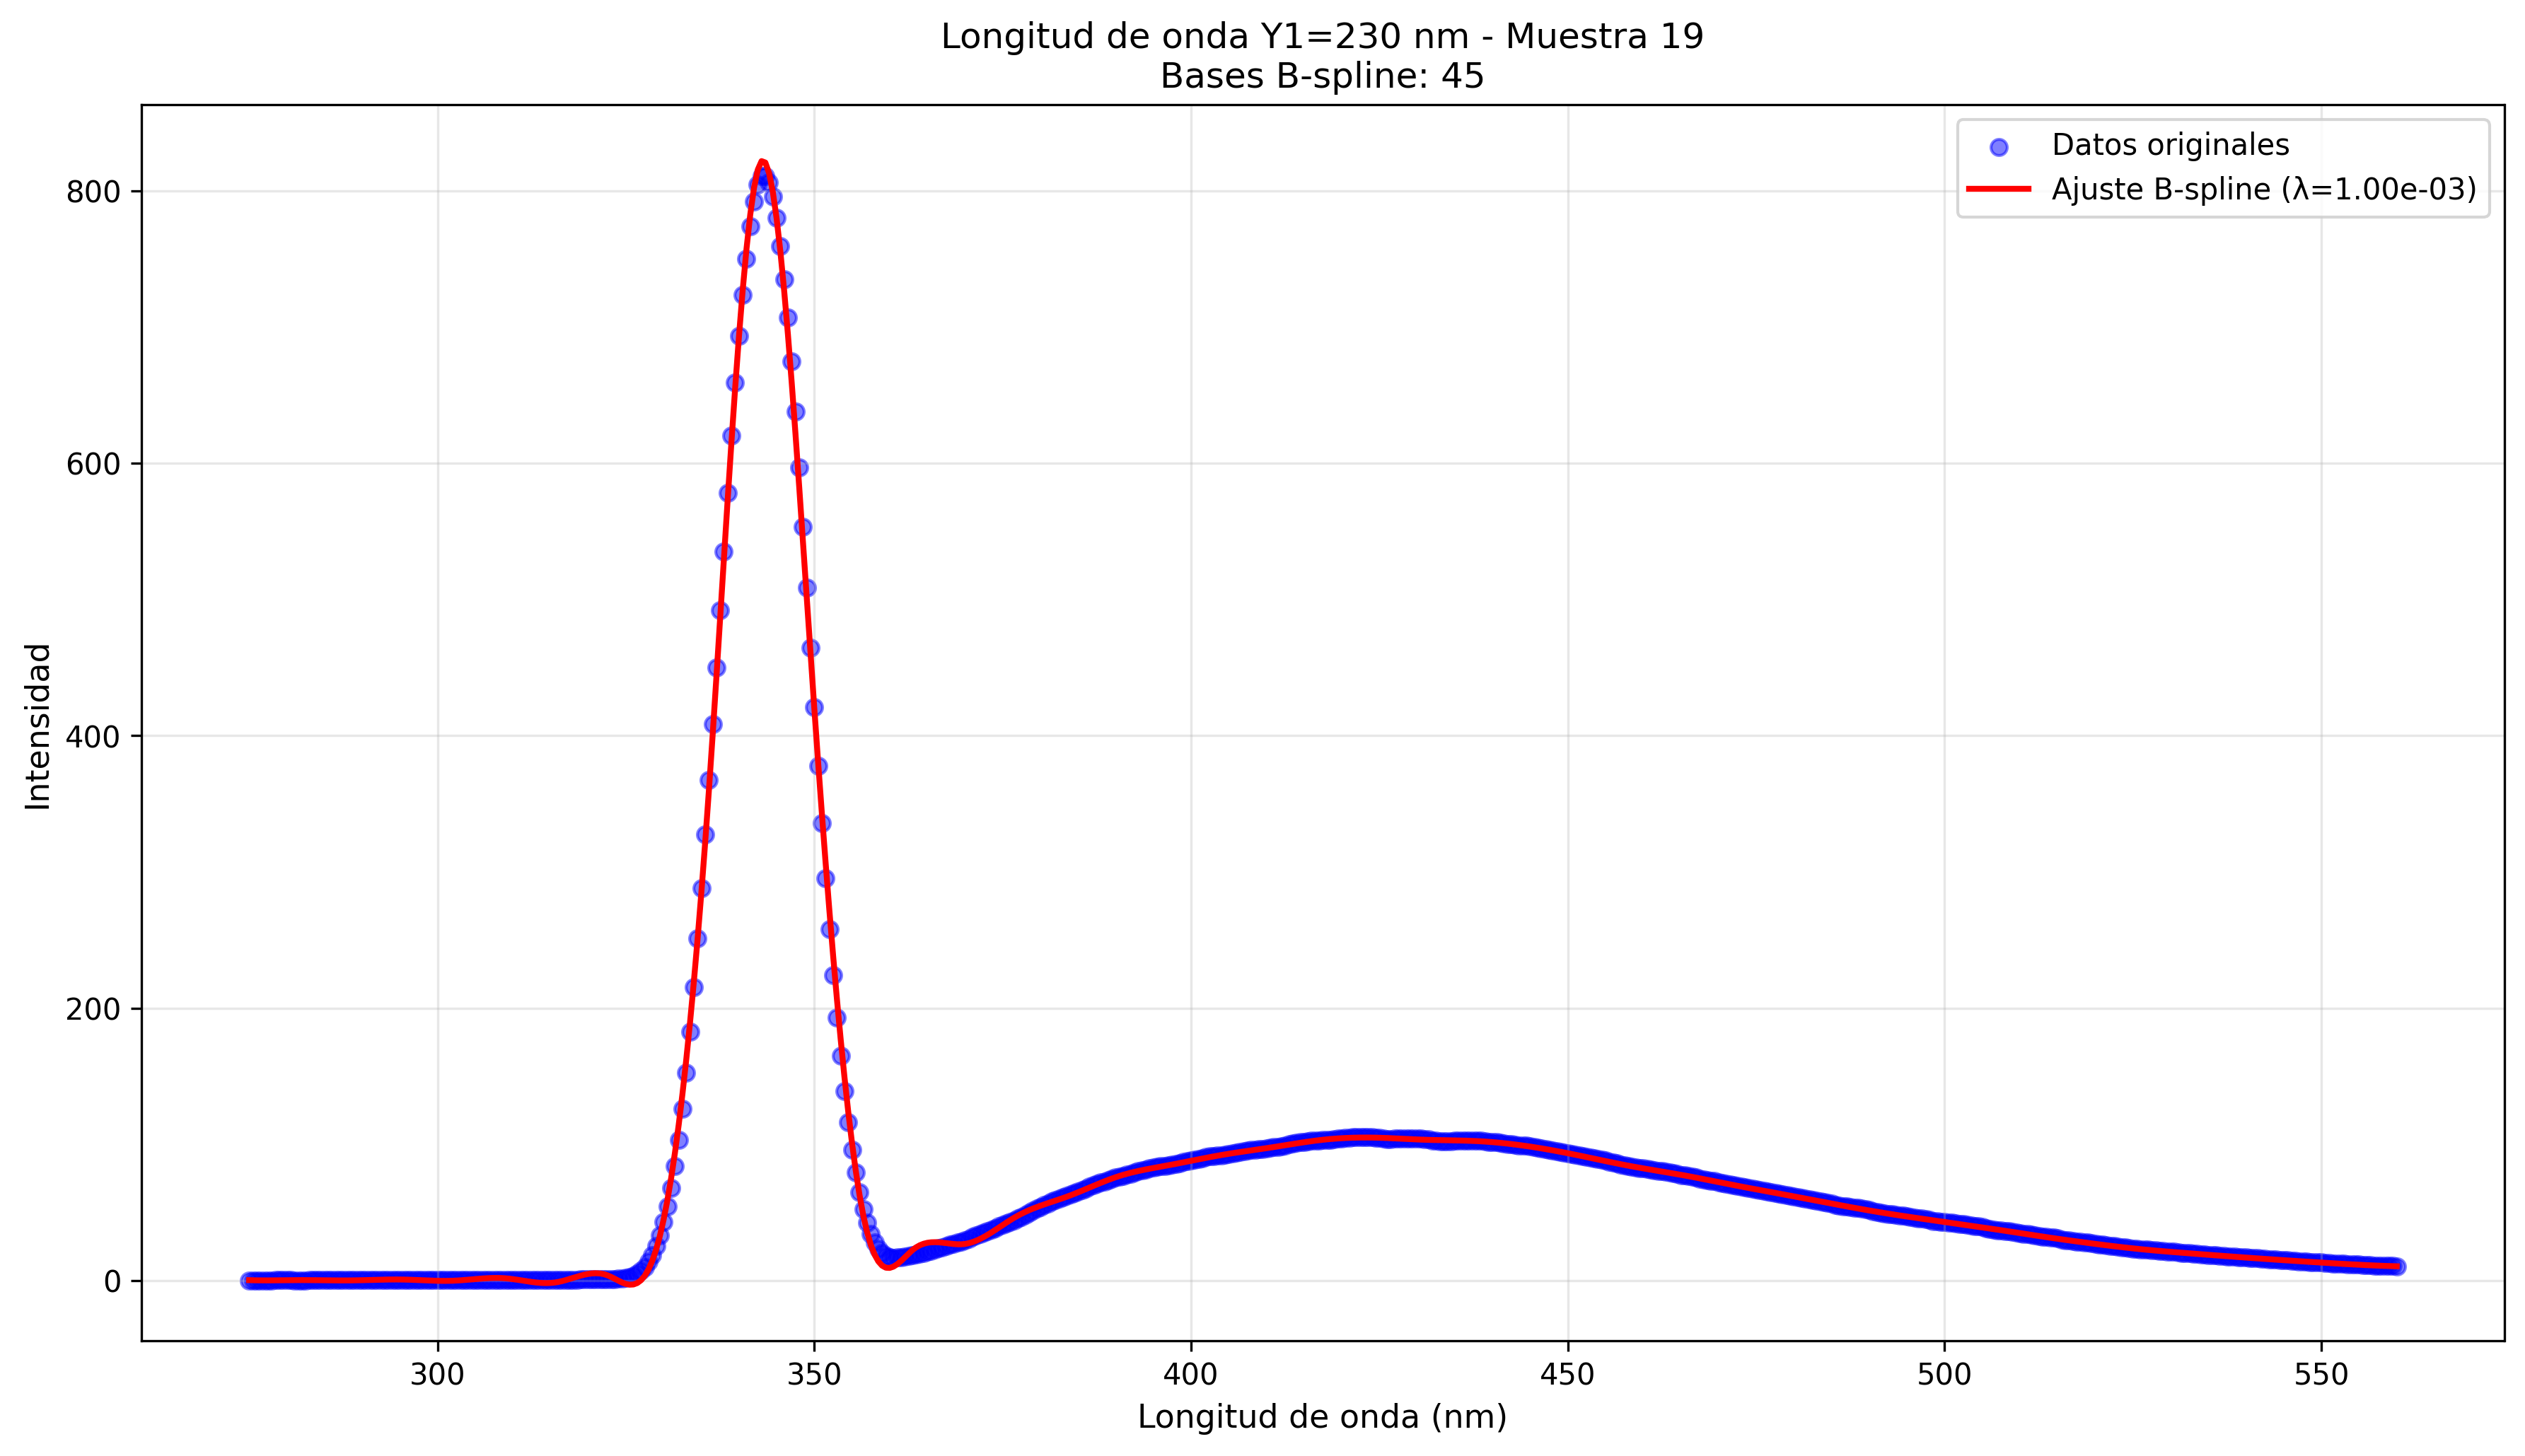 Longitud de onda Y1=230 nm - Muestra 19
Bases B-spline: 45
Datos originales
Ajuste B-spline (λ=1.00e-03)
Intensidad
800
600
400
200
0
300 350 400 450 500 550
Longitud de onda (nm)